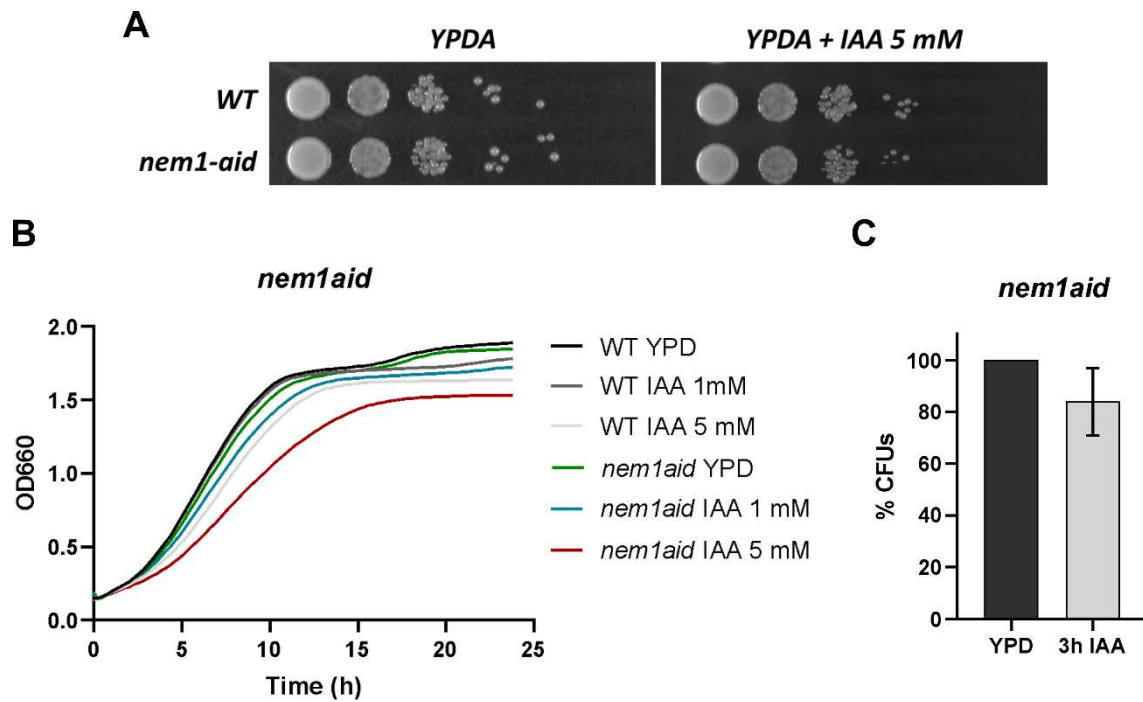 A
YPDA
YPDA + IAA 5 mM
WT
nem1-aid
B
nem1aid
OD660
2.0
1.5
1.0
0.5
0.0
0 5 10 15 20 25
Time (h)
WT YPD
WT IAA 1mM
WT IAA 5 mM
nem1aid YPD
nem1aid IAA 1 mM
nem1aid IAA 5 mM
C
nem1aid
% CFUs
100
80
60
40
20
0
YPD 3h IAA